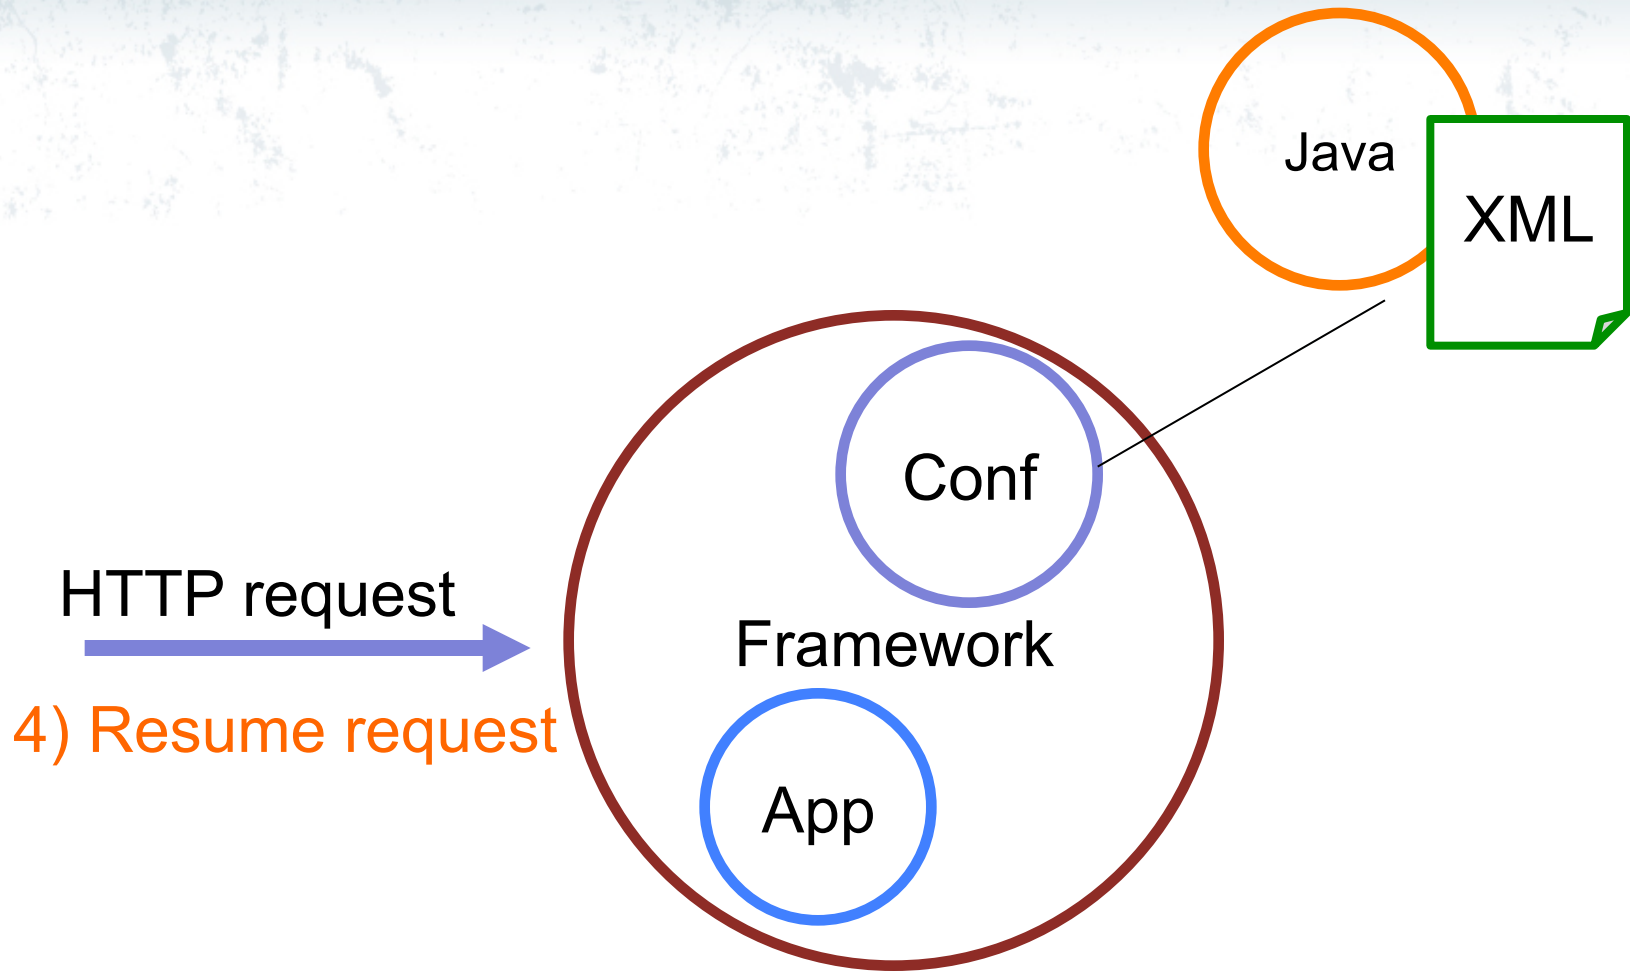 Java
XML
Conf
HTTP request
Framework
4) Resume request
App